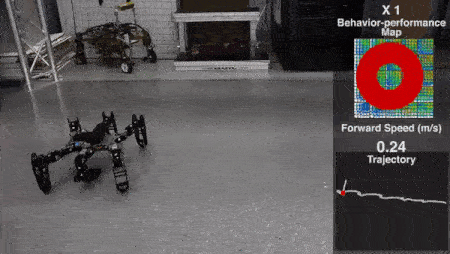 X 1
Behavior-performance
Map
Forward Speed (m/s)
0.24
Trajectory